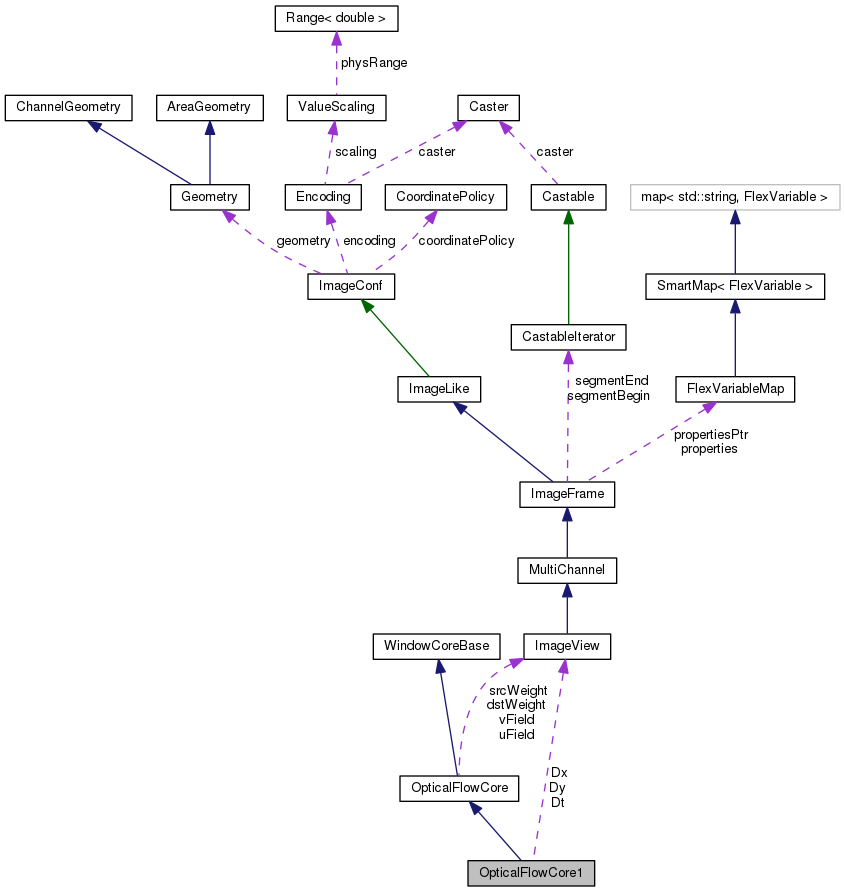 Range< double >
physRange
ChannelGeometry
AreaGeometry
ValueScaling
Caster
scaling
caster
caster
Geometry
Encoding
CoordinatePolicy
Castable
map< std::string, FlexVariable >
geometry
encoding
coordinatePolicy
ImageConf
SmartMap< FlexVariable >
CastableIterator
ImageLike
segmentEnd
segmentBegin
FlexVariableMap
propertiesPtr
properties
ImageFrame
MultiChannel
WindowCoreBase
ImageView
srcWeight
dstWeight
vField
uField
OpticalFlowCore
Dx
Dy
Dt
OpticalFlowCore1